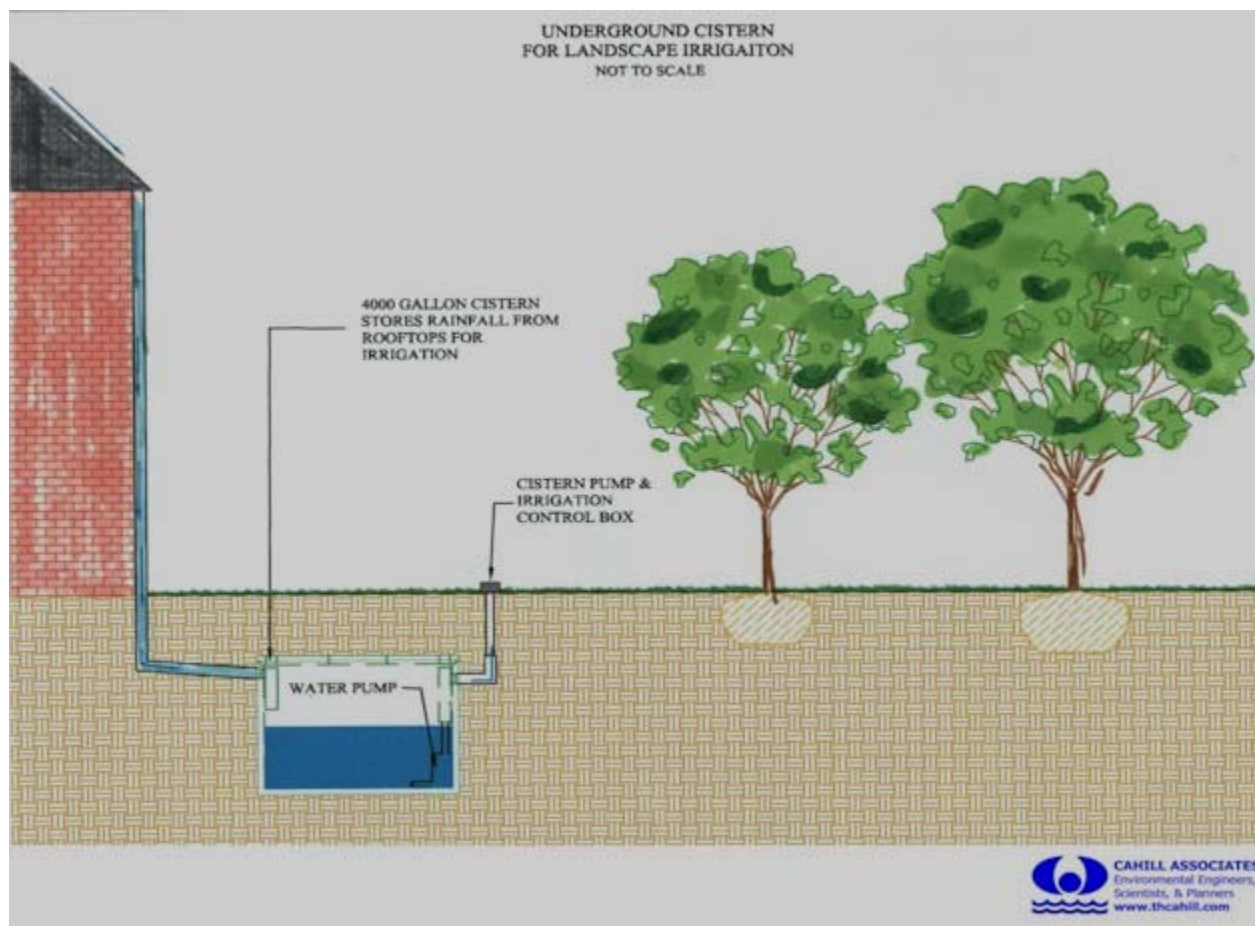 UNDERGROUND CISTERN
FOR LANDSCAPE IRRIGAITON
NOT TO SCALE
4000 GALLON CISTERN
STORES RAINFALL FROM
ROOFTOPS FOR
IRRIGATION
CISTERN PUMP &
IRRIGATION
CONTROL BOX
WATER PUMP
CAHILL ASSOCIATES
Environmental Engineers,
Scientists, & Planners
www.thcahill.com